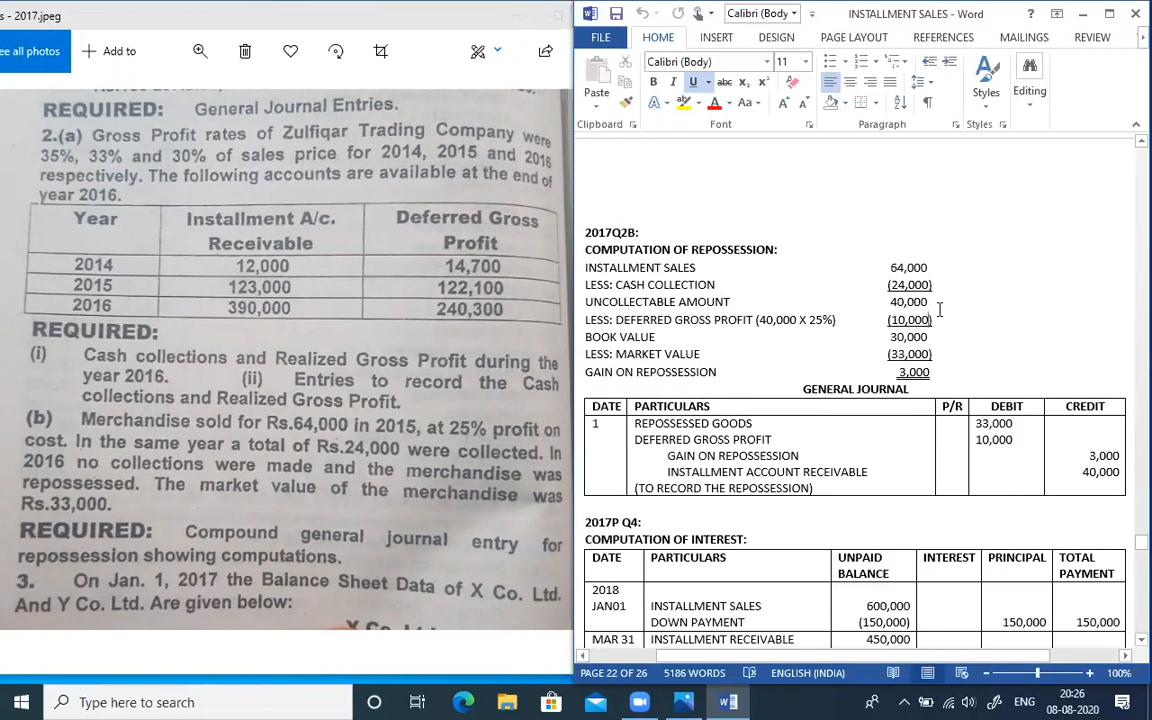 s - 2017.jpeg
INSTALLMENT SALES - Word
Calibri (Body
ee all photos
Add to
FILE
HOME
INSERT
DESIGN
PAGE LAYOUT
REFERENCES
MAILINGS
REVIEW
Calibri (Body)
11
Paste
B I U abc X₂ X²
Aa
Styles
Editing
Clipboard
Font
Paragraph
Styles
REQUIRED: General Journal Entries.
2.(a) Gross Profit rates of Zulfiqar Trading Company were
35%, 33% and 30% of sales price for 2014, 2015 and 2016
respectively. The following accounts are available at the end of
year 2016.
Year Installment A/c. Receivable Deferred Gross Profit
2014 12,000 14,700
2015 123,000 122,100
2016 390,000 240,300
REQUIRED:
(i) Cash collections and Realized Gross Profit during the
year 2016. (ii) Entries to record the Cash
collections and Realized Gross Profit.
(b) Merchandise sold for Rs.64,000 in 2015, at 25% profit on
cost. In the same year a total of Rs.24,000 were collected. In
2016 no collections were made and the merchandise was
repossessed. The market value of the merchandise was
Rs.33,000.
REQUIRED: Compound general journal entry for
repossession showing computations.
3. On Jan. 1, 2017 the Balance Sheet Data of X Co. Ltd.
And Y Co. Ltd. Are given below:
2017Q2B:
COMPUTATION OF REPOSSESSION:
INSTALLMENT SALES 64,000
LESS: CASH COLLECTION (24,000)
UNCOLLECTABLE AMOUNT 40,000
LESS: DEFERRED GROSS PROFIT (40,000 X 25%) (10,000)
BOOK VALUE 30,000
LESS: MARKET VALUE (33,000)
GAIN ON REPOSSESSION 3,000
GENERAL JOURNAL
DATE PARTICULARS P/R DEBIT CREDIT
1 REPOSSESSED GOODS 33,000
DEFERRED GROSS PROFIT 10,000
GAIN ON REPOSSESSION 3,000
INSTALLMENT ACCOUNT RECEIVABLE 40,000
(TO RECORD THE REPOSSESSION)
2017P Q4:
COMPUTATION OF INTEREST:
DATE PARTICULARS UNPAID BALANCE INTEREST PRINCIPAL TOTAL PAYMENT
2018
JAN01 INSTALLMENT SALES 600,000
DOWN PAYMENT (150,000) 150,000 150,000
MAR 31 INSTALLMENT RECEIVABLE 450,000
PAGE 22 OF 26
5186 WORDS
ENGLISH (INDIA)
100%
Type here to search
ENG
20:26
08-08-2020